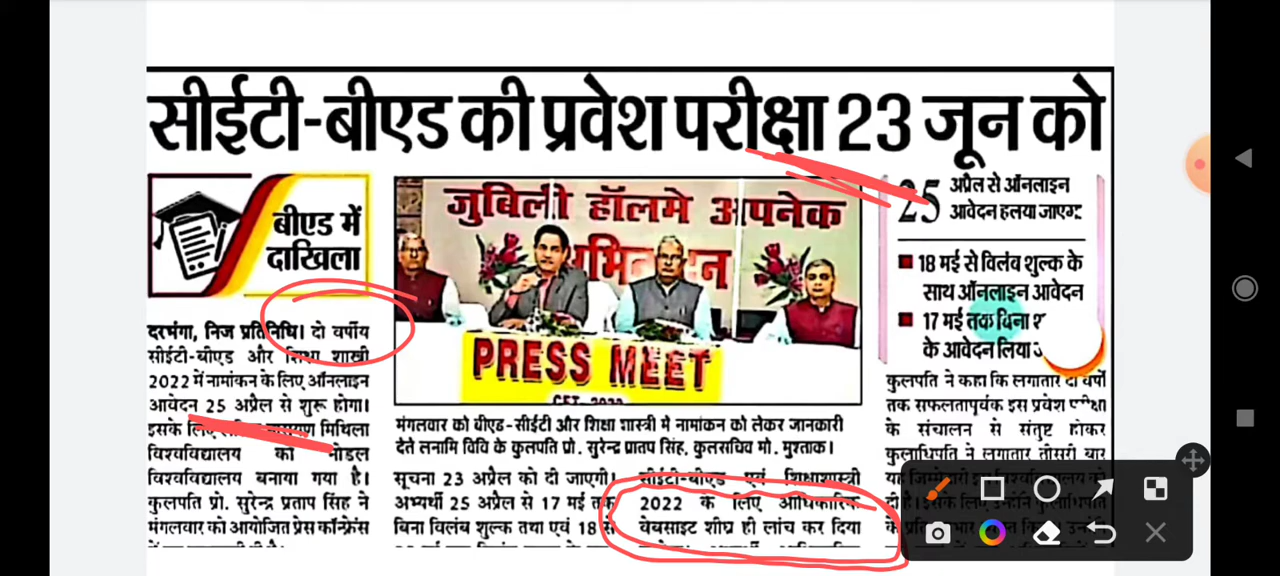 सीईटी-बीएड की प्रवेश परीक्षा 23 जून को
बीएड में
दाखिला
दरभंगा, निज प्रतिनिधि। दो वर्षीय
सीईटी-बीएड और शिक्षा शास्त्री
2022 में नामांकन के लिए ऑनलाइन
आवेदन 25 अप्रैल से शुरू होगा।
इसके लिए मिथिला
विश्वविद्यालय को नोडल
विश्वविद्यालय बनाया गया है।
कुलपति प्रो. सुरेन्द्र प्रताप सिंह ने
मंगलवार को आयोजित प्रेस कॉन्फ्रेंस
जुबिली हॉलमे अपनेक
PRESS MEET
CET-2022
मंगलवार को बीएड-सीईटी और शिक्षा शास्त्री में नामांकन को लेकर जानकारी
देते लनामि विवि के कुलपति प्रो. सुरेन्द्र प्रातप सिंह, कुलसचिव मो. मुश्ताक।
सूचना 23 अप्रैल को दी जाएगी।
अभ्यर्थी 25 अप्रैल से 17 मई तक
बिना विलंब शुल्क तथा एवं 18 से
सीईटी-बीएड एवं शिक्षाशास्त्री
2022 के लिए आधिकारिक
वेबसाइट शीघ्र ही लांच कर दिया
25 अप्रैल से ऑनलाइन
आवेदन
18 मई से विलंब शुल्क के
साथ ऑनलाइन आवेदन
17 मई तक बिना
के आवेदन लिया
कुलपति ने कहा कि लगातार दो वर्षों
तक सफलतापूर्वक इस प्रवेश परीक्षा
के संचालन से संतुष्ट होकर
कुलाधिपति ने लगातार तीसरी बार